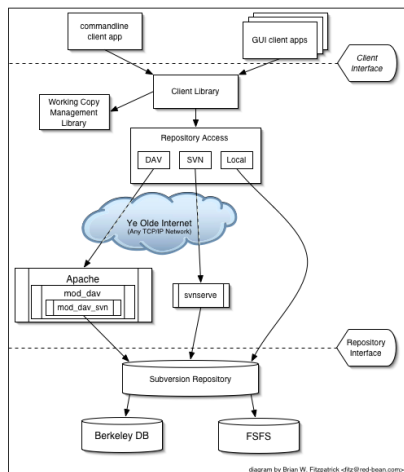 commandline
client app
GUI client apps
Client
Interface
Client Library
Working Copy
Management
Library
Repository Access
DAV
SVN
Local
Ye Olde Internet
(Any TCP/IP Network)
Apache
mod_dav
mod_dav_svn
svnserve
Repository
Interface
Subversion Repository
Berkeley DB
FSFS
diagram by Brian W. Fitzpatrick <fitz@red-bean.com>